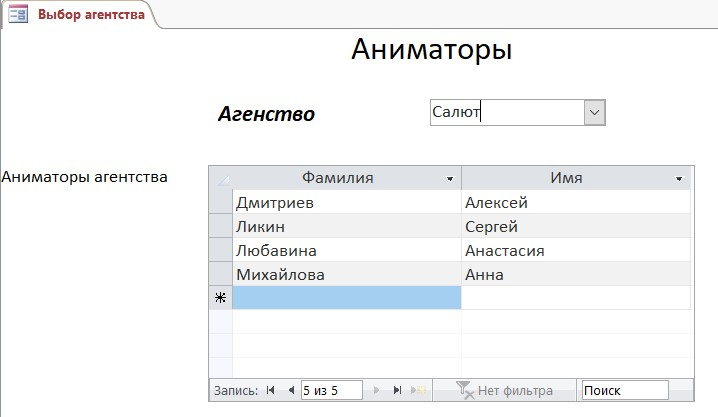 Выбор агентства
Аниматоры
Агенство Салют
Аниматоры агентства
Фамилия Имя
Дмитриев Алексей
Ликин Сергей
Любавина Анастасия
Михайлова Анна
Запись: 5 из 5 Нет фильтра Поиск